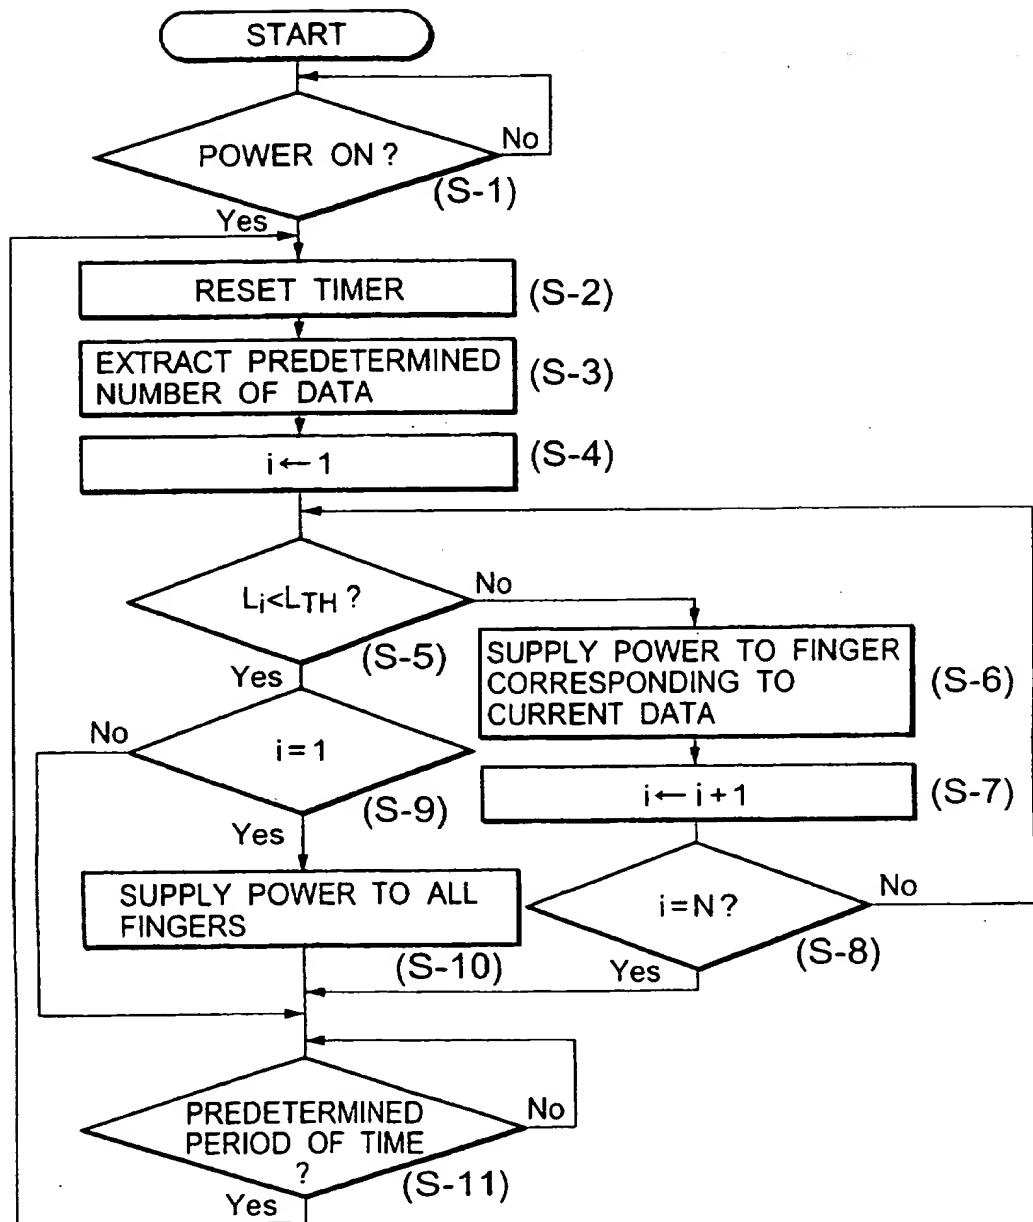 START
POWER ON?
No
(S-1)
Yes
RESET TIMER
(S-2)
EXTRACT PREDETERMINED
NUMBER OF DATA
(S-3)
i←1
(S-4)
Li<LTH?
No
(S-5)
Yes
SUPPLY POWER TO FINGER
CORRESPONDING TO
CURRENT DATA
(S-6)
No
i=1
(S-9)
Yes
i←i+1
(S-7)
SUPPLY POWER TO ALL
FINGERS
(S-10)
i=N?
No
(S-8)
Yes
PREDETERMINED
PERIOD OF TIME
?
No
(S-11)
Yes